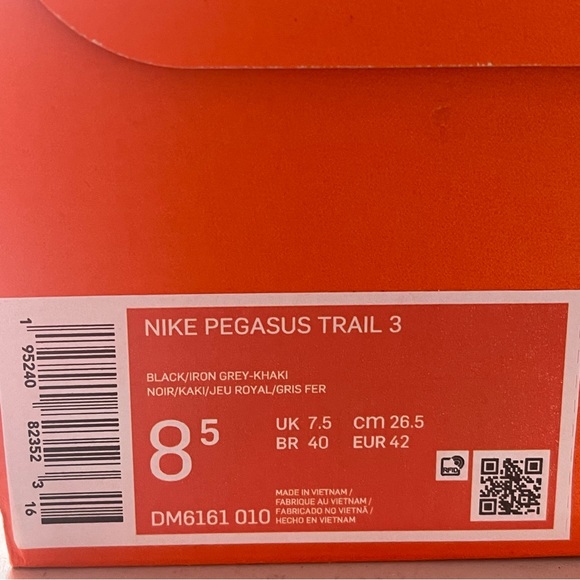 NIKE PEGASUS TRAIL 3
BLACK/IRON GREY-KHAKI
NOIR/KAKI/JEU ROYAL/GRIS FER
8⁵
UK 7.5 cm 26.5
BR 40 EUR 42
RFID
MADE IN VIETNAM /
FABRIQUE AU VIETNAM /
FABRICADO NO VIETNÃ /
HECHO EN VIETNAM
DM6161 010
1 95240 82352 3 16